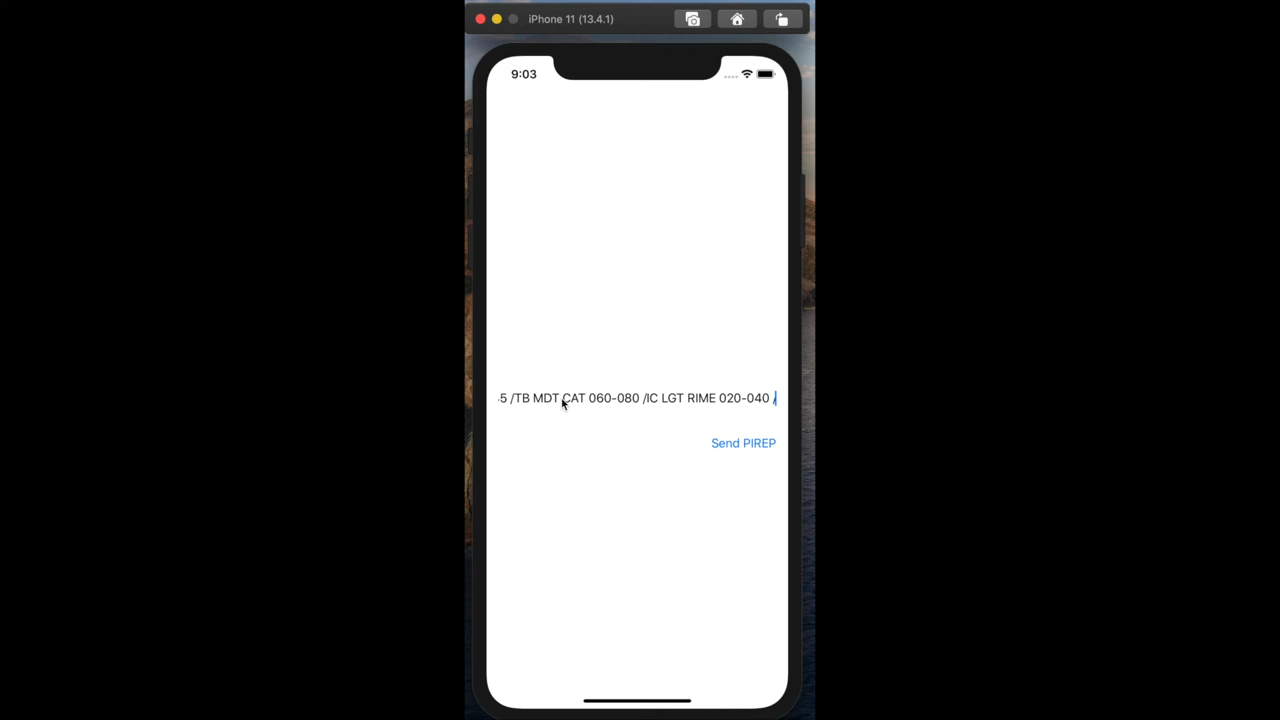 iPhone 11 (13.4.1)
9:03
5 /TB MDT CAT 060-080 /IC LGT RIME 020-040 /
Send PIREP